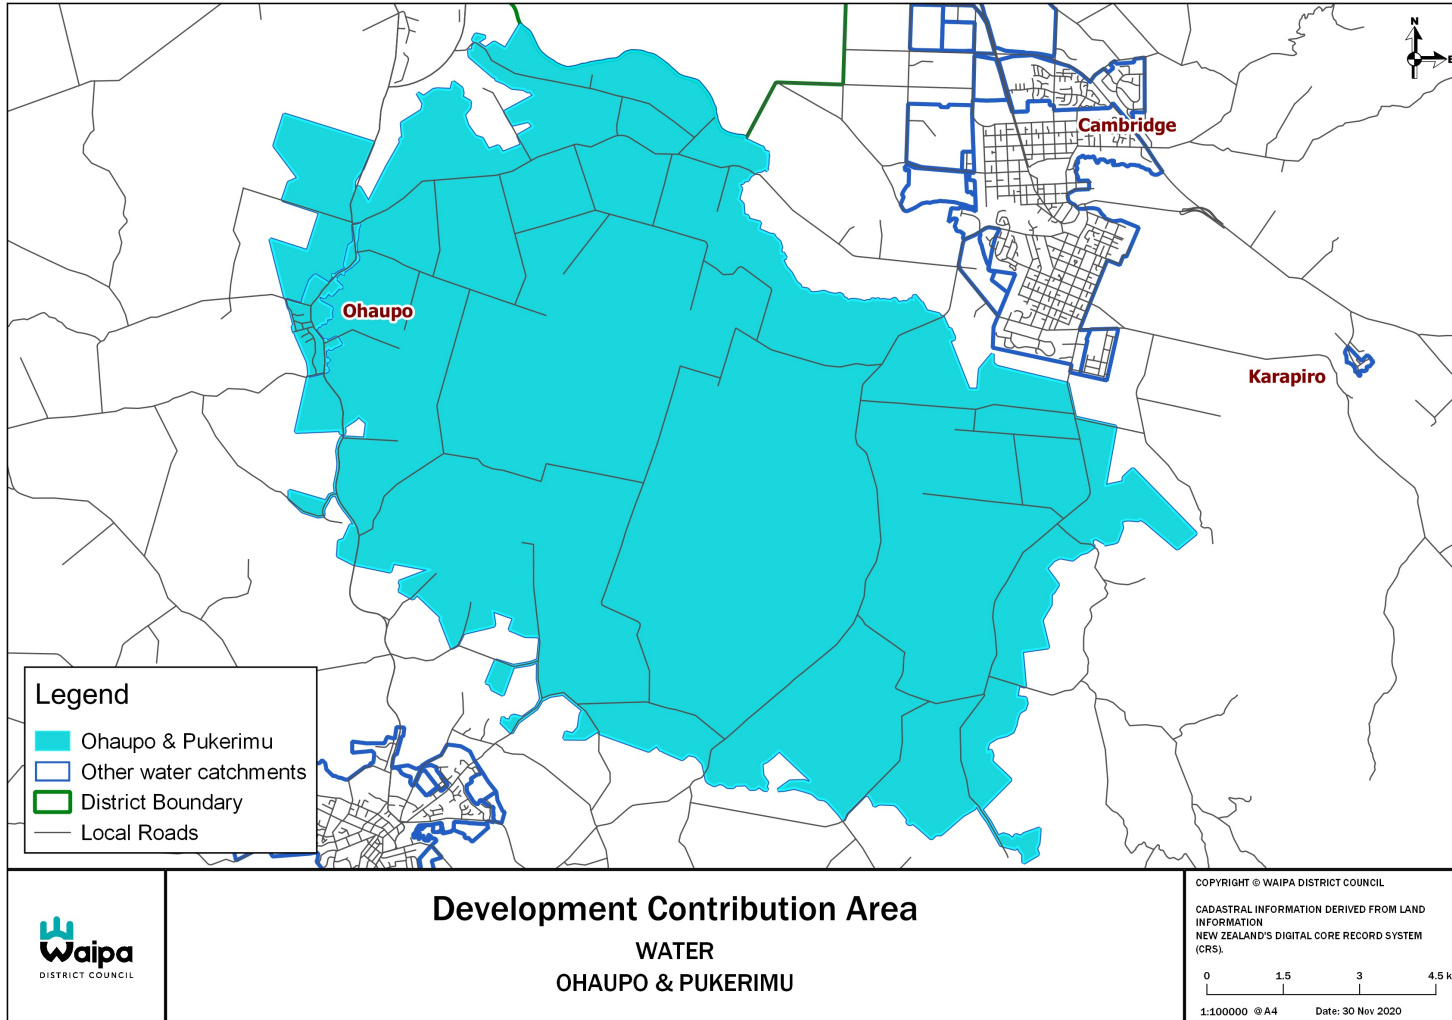 N
E
Cambridge
Ohaupo
Karapiro
Legend
Ohaupo & Pukerimu
Other water catchments
District Boundary
Local Roads
Waipa
DISTRICT COUNCIL
Development Contribution Area
WATER
OHAUPO & PUKERIMU
COPYRIGHT © WAIPA DISTRICT COUNCIL
CADASTRAL INFORMATION DERIVED FROM LAND
INFORMATION
NEW ZEALAND'S DIGITAL CORE RECORD SYSTEM
(CRS).
0 1.5 3 4.5 k
1:100000 @ A4 Date: 30 Nov 2020